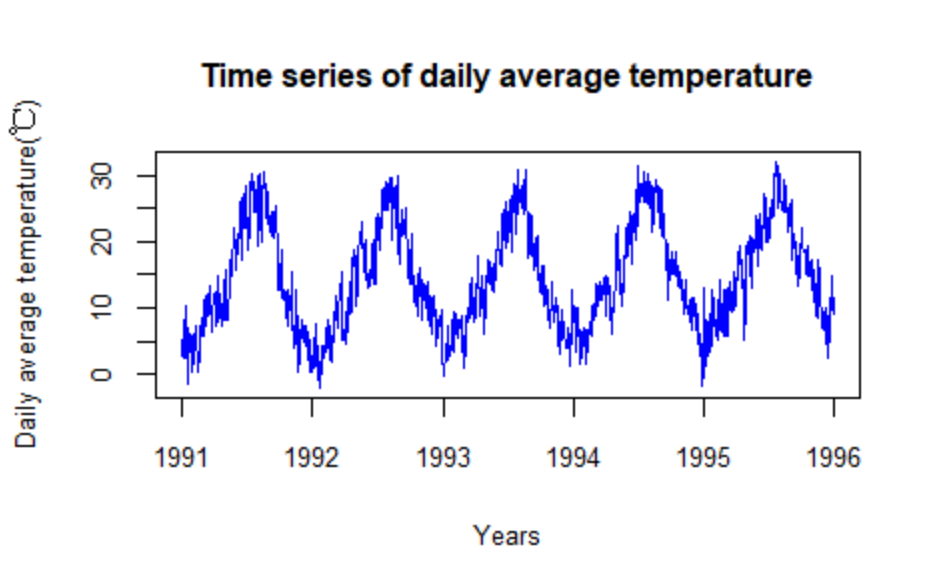 Time series of daily average temperature
Daily average temperature(℃)
30
20
10
0
1991 1992 1993 1994 1995 1996
Years